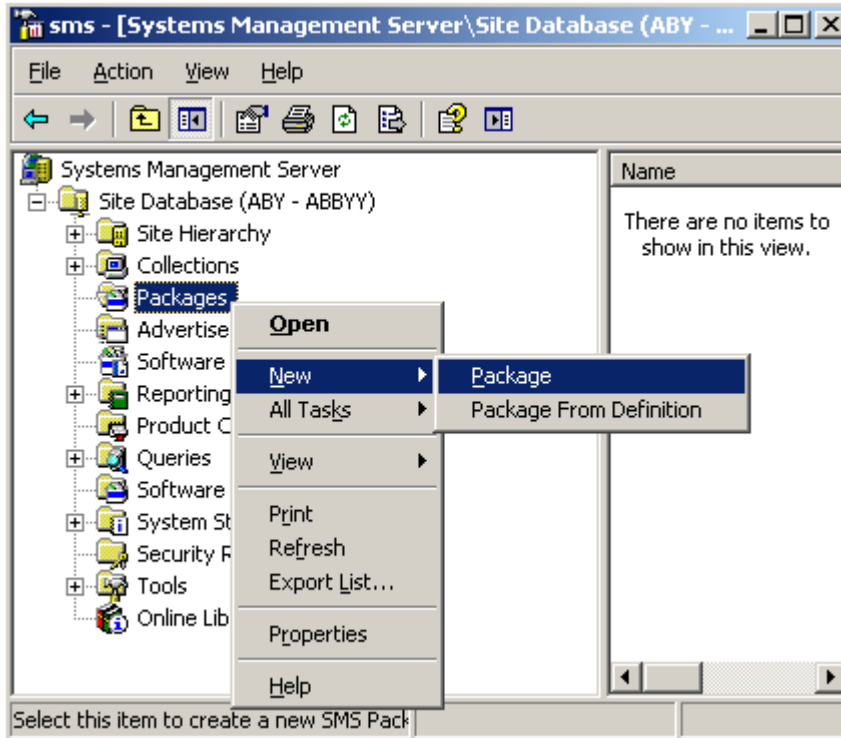 sms - [Systems Management Server\Site Database (ABY - ...
File Action View Help
Systems Management Server
Site Database (ABY - ABBYY)
Site Hierarchy
Collections
Packages
Advertise
Software
Reporting
Product C
Queries
Software
System St
Security R
Tools
Online Lib
Open
New
All Tasks
View
Print
Refresh
Export List...
Properties
Help
Package
Package From Definition
Name
There are no items to
show in this view.
Select this item to create a new SMS Pack